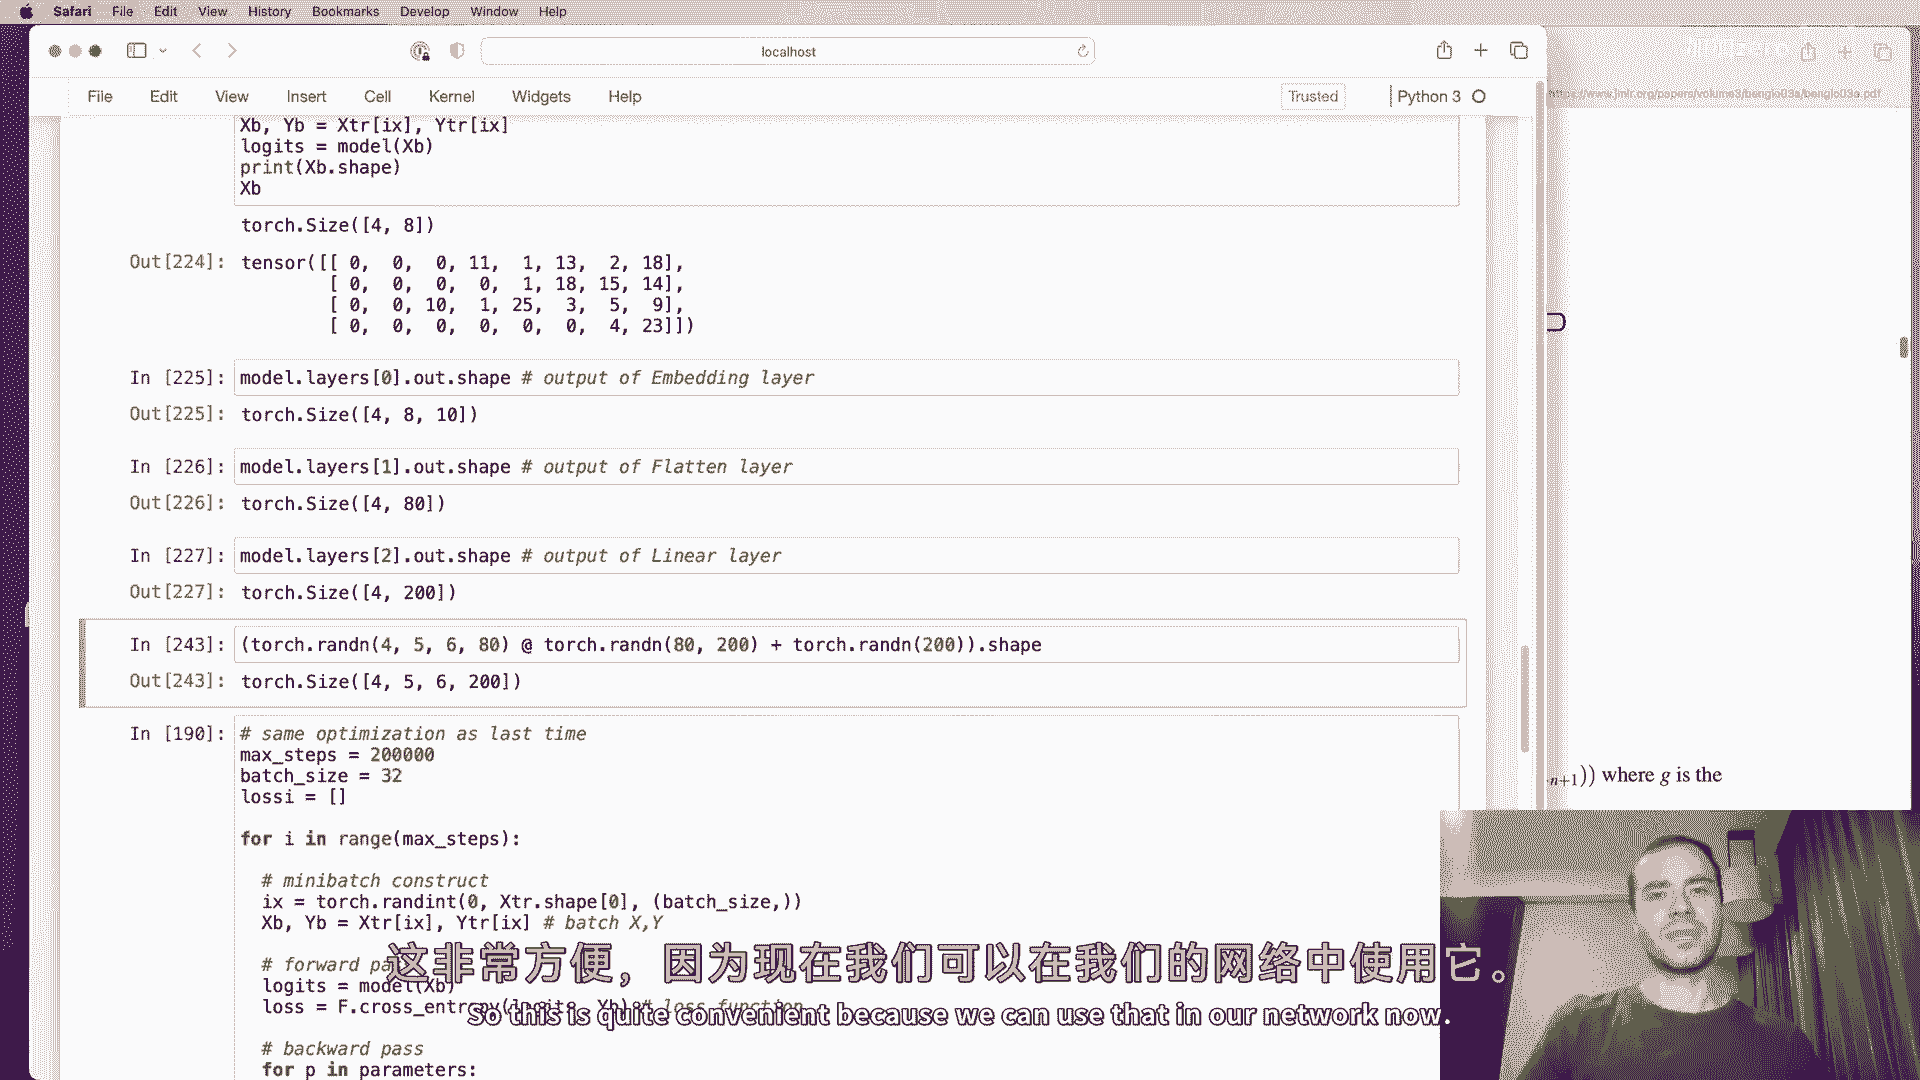 Safari File Edit View History Bookmarks Develop Window Help
localhost
https://www.jmlr.org/papers/volume3/bengio03a/bengio03a.pdf
File Edit View Insert Cell Kernel Widgets Help
Trusted
Python 3
Xb, Yb = Xtr[ix], Ytr[ix]
logits = model(Xb)
print(Xb.shape)
Xb
torch.Size([4, 8])
Out[224]: tensor([[ 0, 0, 0, 11, 1, 13, 2, 18],
[ 0, 0, 0, 0, 1, 18, 15, 14],
[ 0, 0, 10, 1, 25, 3, 5, 9],
[ 0, 0, 0, 0, 0, 0, 4, 23]])
In [225]: model.layers[0].out.shape # output of Embedding layer
Out[225]: torch.Size([4, 8, 10])
In [226]: model.layers[1].out.shape # output of Flatten layer
Out[226]: torch.Size([4, 80])
In [227]: model.layers[2].out.shape # output of Linear layer
Out[227]: torch.Size([4, 200])
In [243]: (torch.randn(4, 5, 6, 80) @ torch.randn(80, 200) + torch.randn(200)).shape
Out[243]: torch.Size([4, 5, 6, 200])
In [190]: # same optimization as last time
max_steps = 200000
batch_size = 32
lossi = []
for i in range(max_steps):
# minibatch construct
ix = torch.randint(0, Xtr.shape[0], (batch_size,))
Xb, Yb = Xtr[ix], Ytr[ix] # batch X,Y
# forward pa
logits = model(Xb)
loss = F.cross_entropy(logits, Yb) # loss function
# backward pass
for p in parameters:
n+1)) where g is the
这非常方便，因为现在我们可以在我们的网络中使用它。
So this is quite convenient because we can use that in our network now.